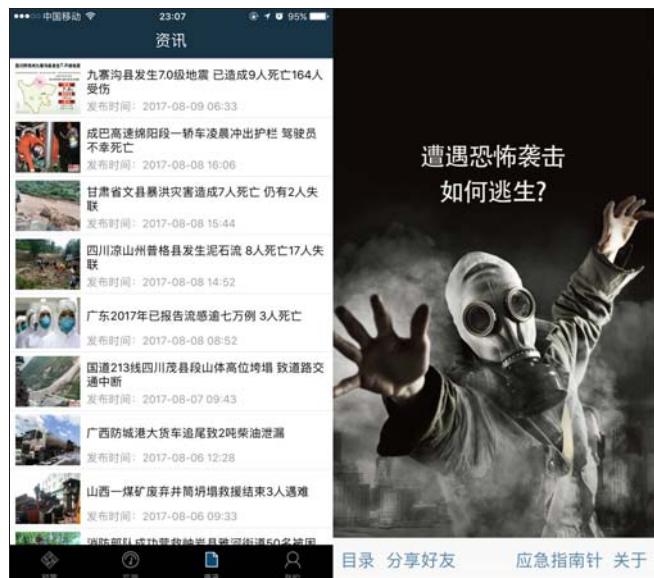 中国移动
23:07
95%
资讯
九寨沟县发生7.0级地震 已造成9人死亡164人
受伤
发布时间：2017-08-09 06:33
成巴高速绵阳段一轿车凌晨冲出护栏 驾驶员
不幸死亡
发布时间：2017-08-08 16:06
甘肃省文县暴洪灾害造成7人死亡 仍有2人失
联
发布时间：2017-08-08 15:44
四川凉山州普格县发生泥石流 8人死亡17人失
联
发布时间：2017-08-08 14:52
广东2017年已报告流感逾七万例 3人死亡
发布时间：2017-08-08 08:52
国道213线四川茂县段山体高位垮塌 致道路交
通中断
发布时间：2017-08-07 09:43
广西防城港大货车追尾致2吨柴油泄漏
发布时间：2017-08-06 12:28
山西一煤矿废弃井筒坍塌救援结束3人遇难
发布时间：2017-08-06 09:33
遭遇恐怖袭击
如何逃生?
目录 分享好友 应急指南针 关于